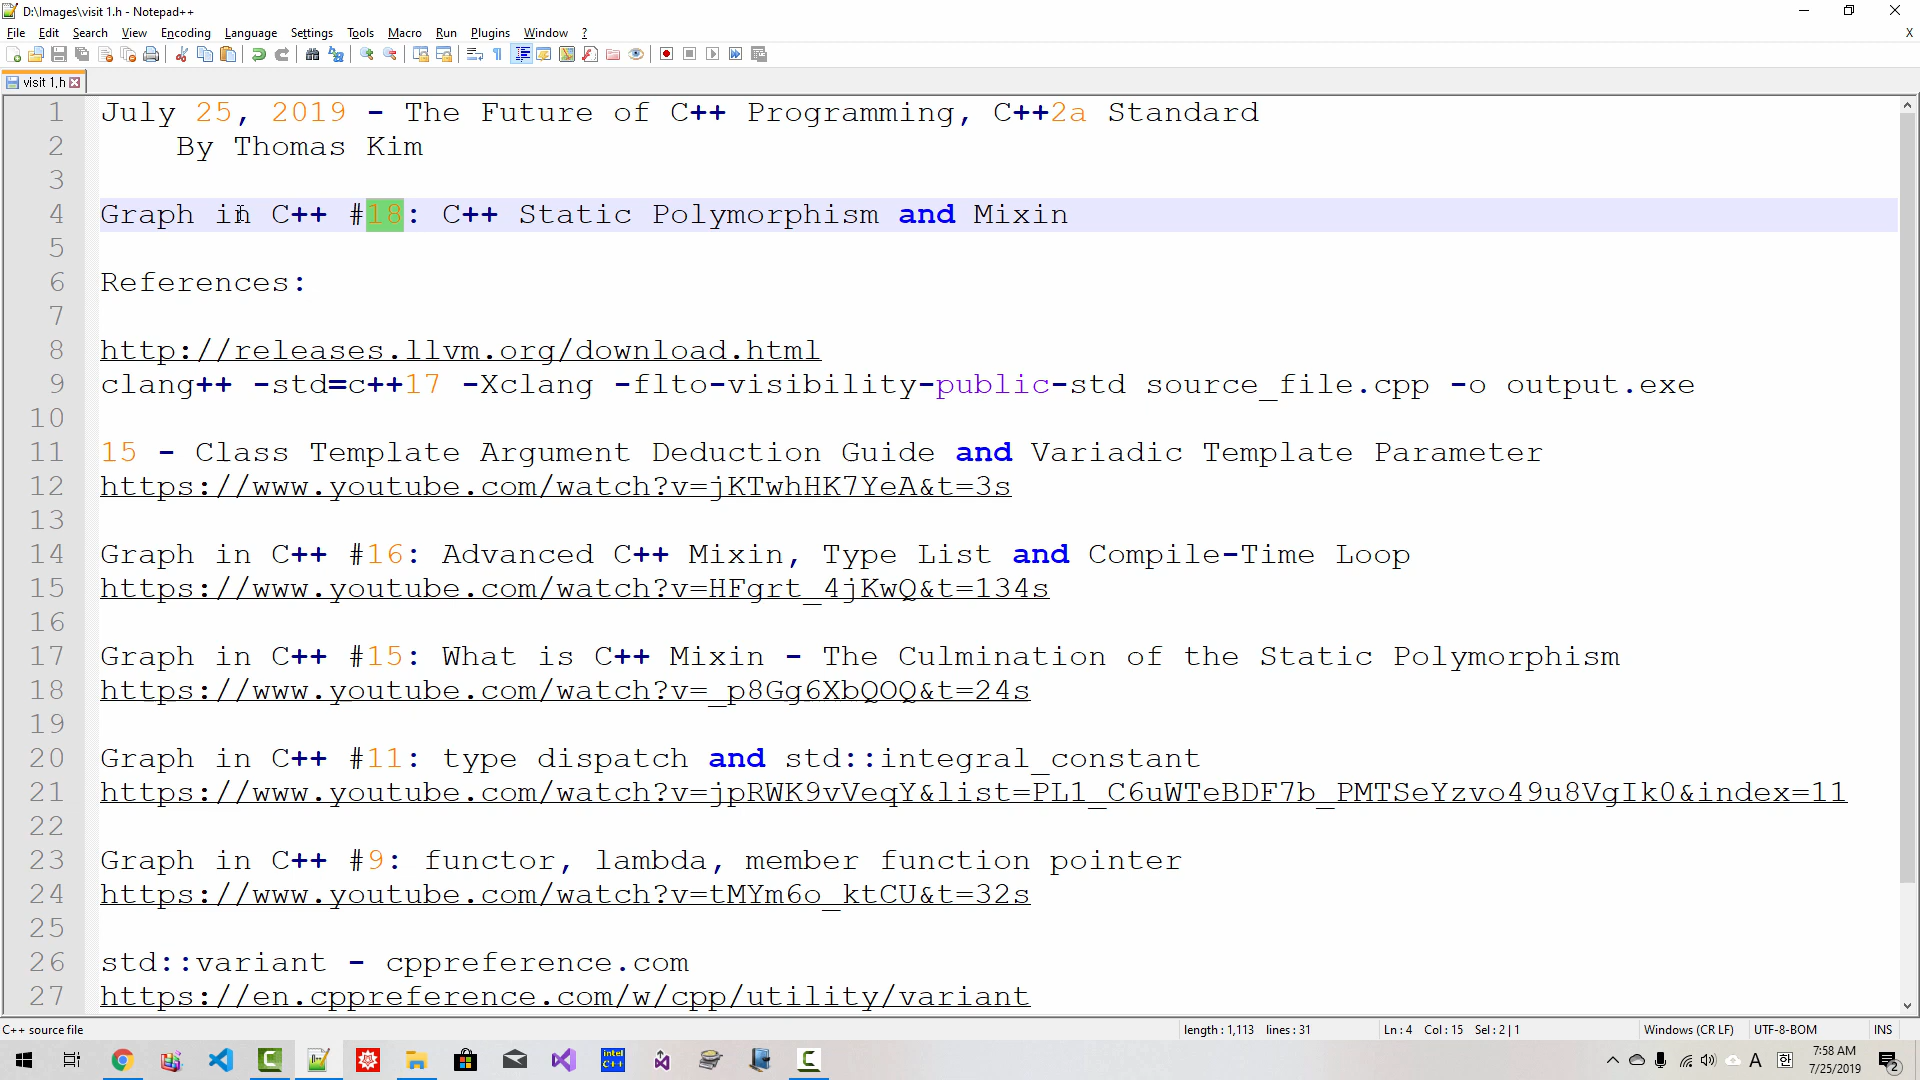 D:\Images\visit 1.h - Notepad++
File Edit Search View Encoding Language Settings Tools Macro Run Plugins Window ? X
visit 1.h
1 July 25, 2019 - The Future of C++ Programming, C++2a Standard
2 By Thomas Kim
3
4 Graph in C++ #18: C++ Static Polymorphism and Mixin
5
6 References:
7
8 http://releases.llvm.org/download.html
9 clang++ -std=c++17 -Xclang -flto-visibility-public-std source_file.cpp -o output.exe
10
11 15 - Class Template Argument Deduction Guide and Variadic Template Parameter
12 https://www.youtube.com/watch?v=jKTwhHK7YeA&t=3s
13
14 Graph in C++ #16: Advanced C++ Mixin, Type List and Compile-Time Loop
15 https://www.youtube.com/watch?v=HFgrt_4jKwQ&t=134s
16
17 Graph in C++ #15: What is C++ Mixin - The Culmination of the Static Polymorphism
18 https://www.youtube.com/watch?v=_p8Gg6XbQOQ&t=24s
19
20 Graph in C++ #11: type dispatch and std::integral_constant
21 https://www.youtube.com/watch?v=jpRWK9vVeqY&list=PL1_C6uWTeBDF7b_PMTSeYzvo49u8VgIk0&index=11
22
23 Graph in C++ #9: functor, lambda, member function pointer
24 https://www.youtube.com/watch?v=tMYm6o_ktCU&t=32s
25
26 std::variant - cppreference.com
27 https://en.cppreference.com/w/cpp/utility/variant
C++ source file length : 1,113 lines : 31 Ln : 4 Col : 15 Sel : 2 | 1 Windows (CR LF) UTF-8-BOM INS
intel C++
A 한 7:58 AM
7/25/2019 2